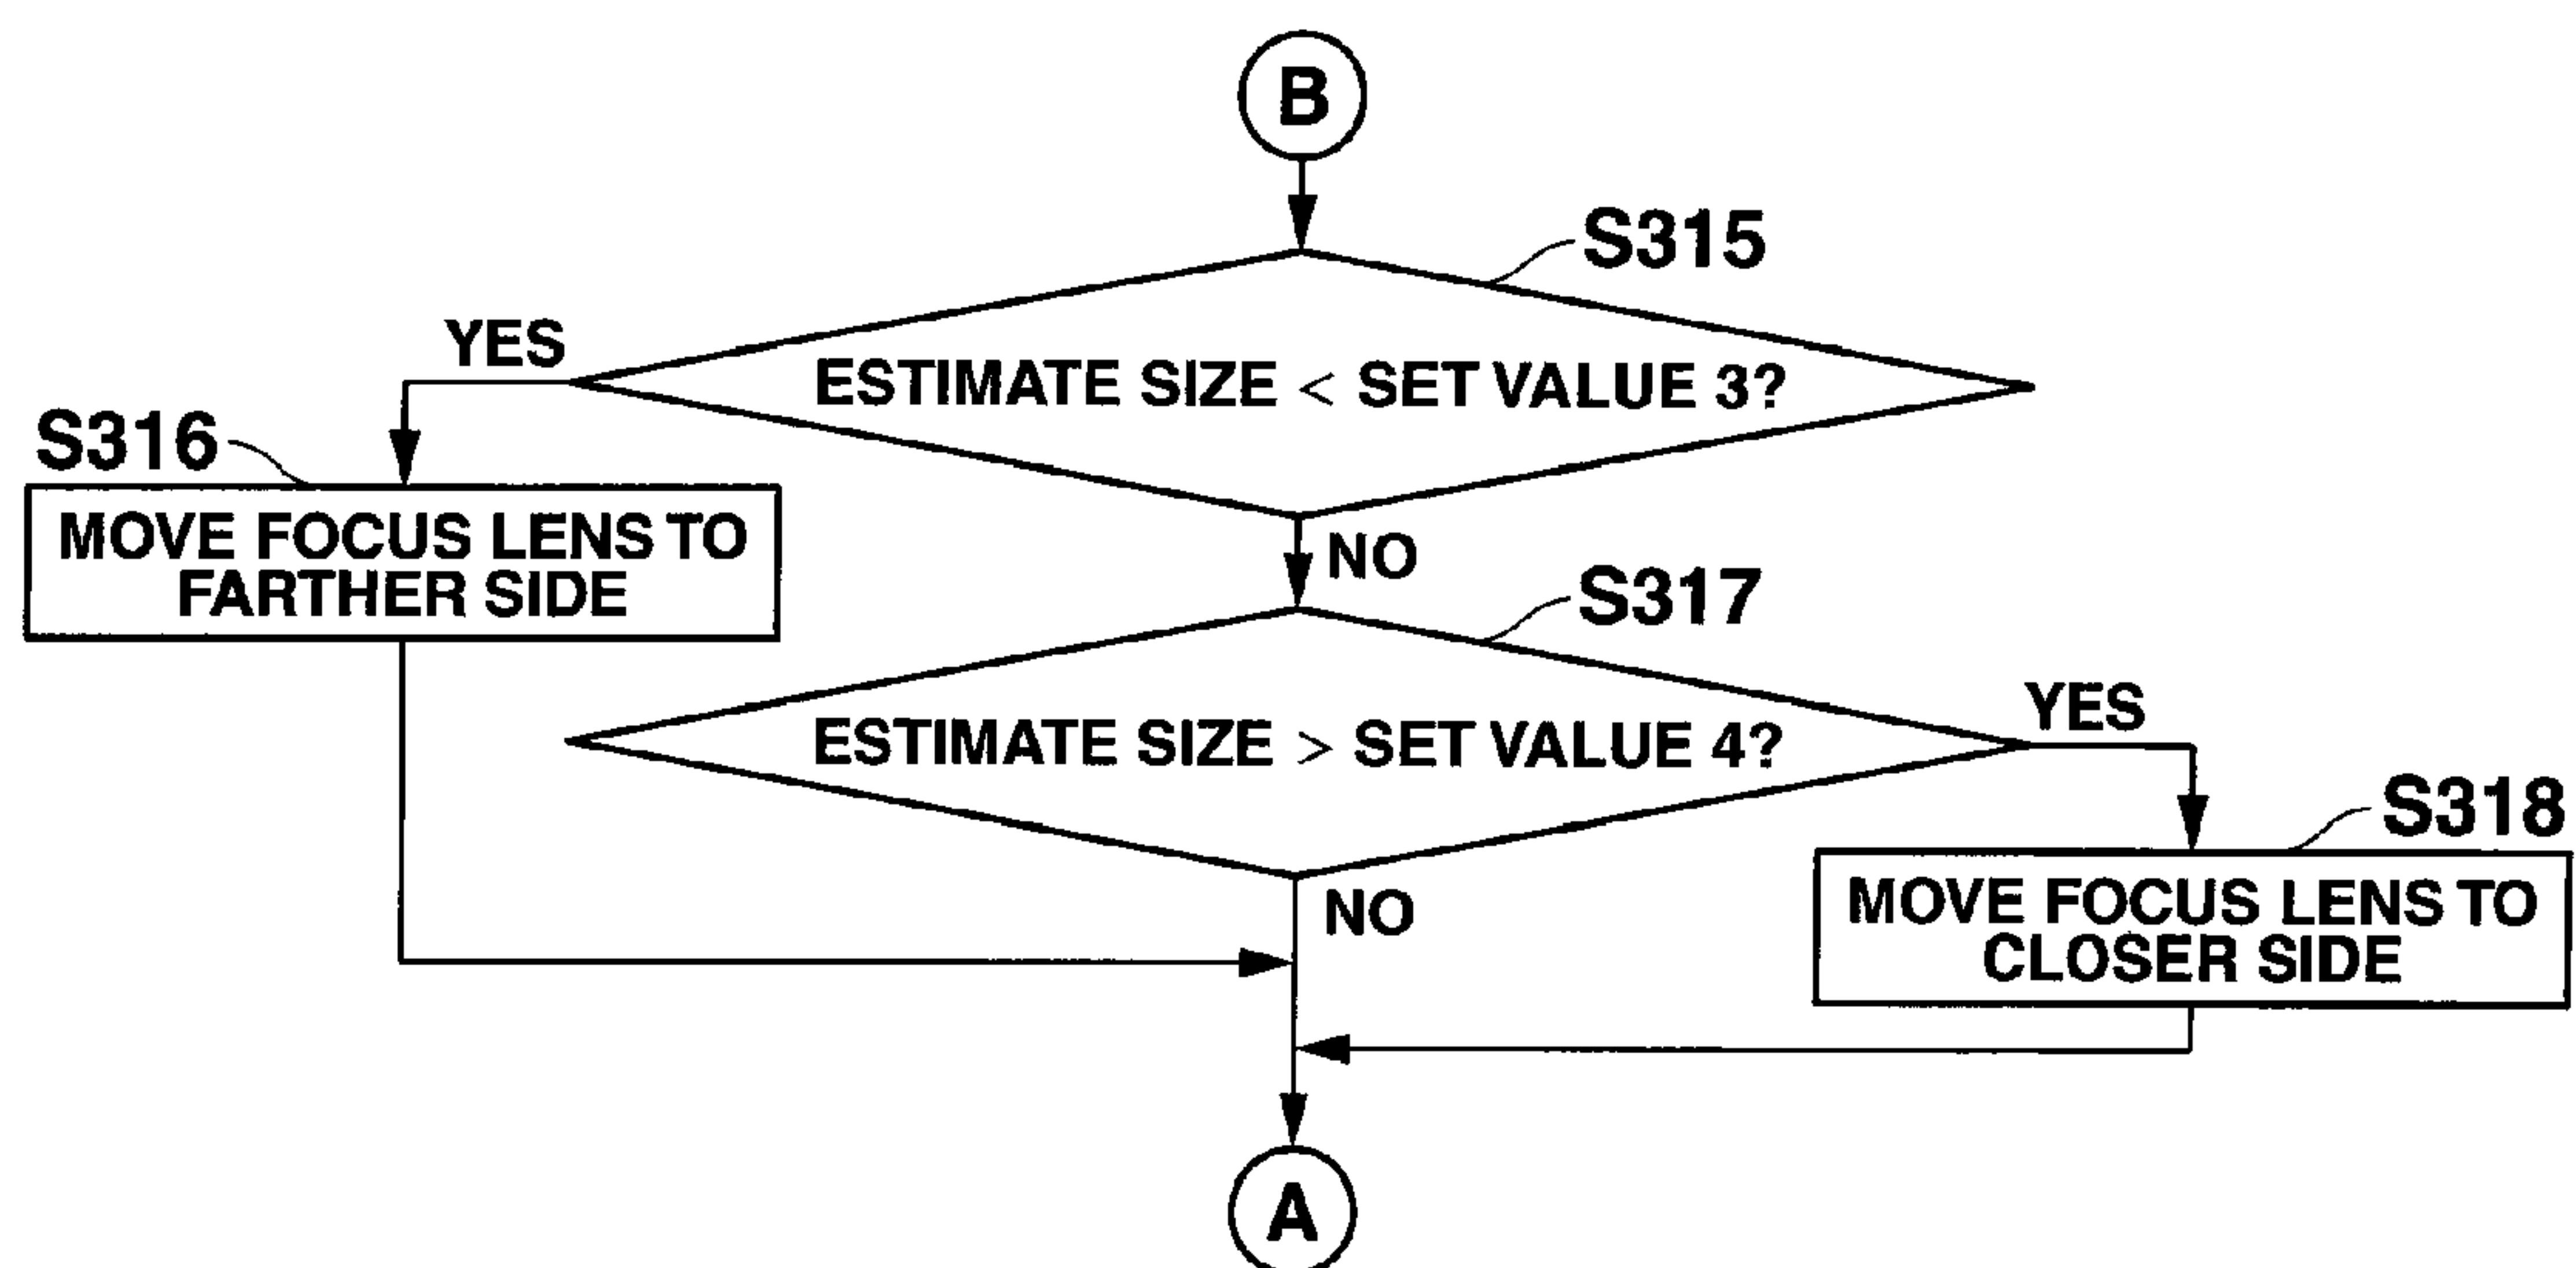 B
S315
YES
ESTIMATE SIZE < SET VALUE 3?
S316
MOVE FOCUS LENS TO
FARTHER SIDE
NO
S317
YES
ESTIMATE SIZE > SET VALUE 4?
S318
MOVE FOCUS LENS TO
CLOSER SIDE
NO
A